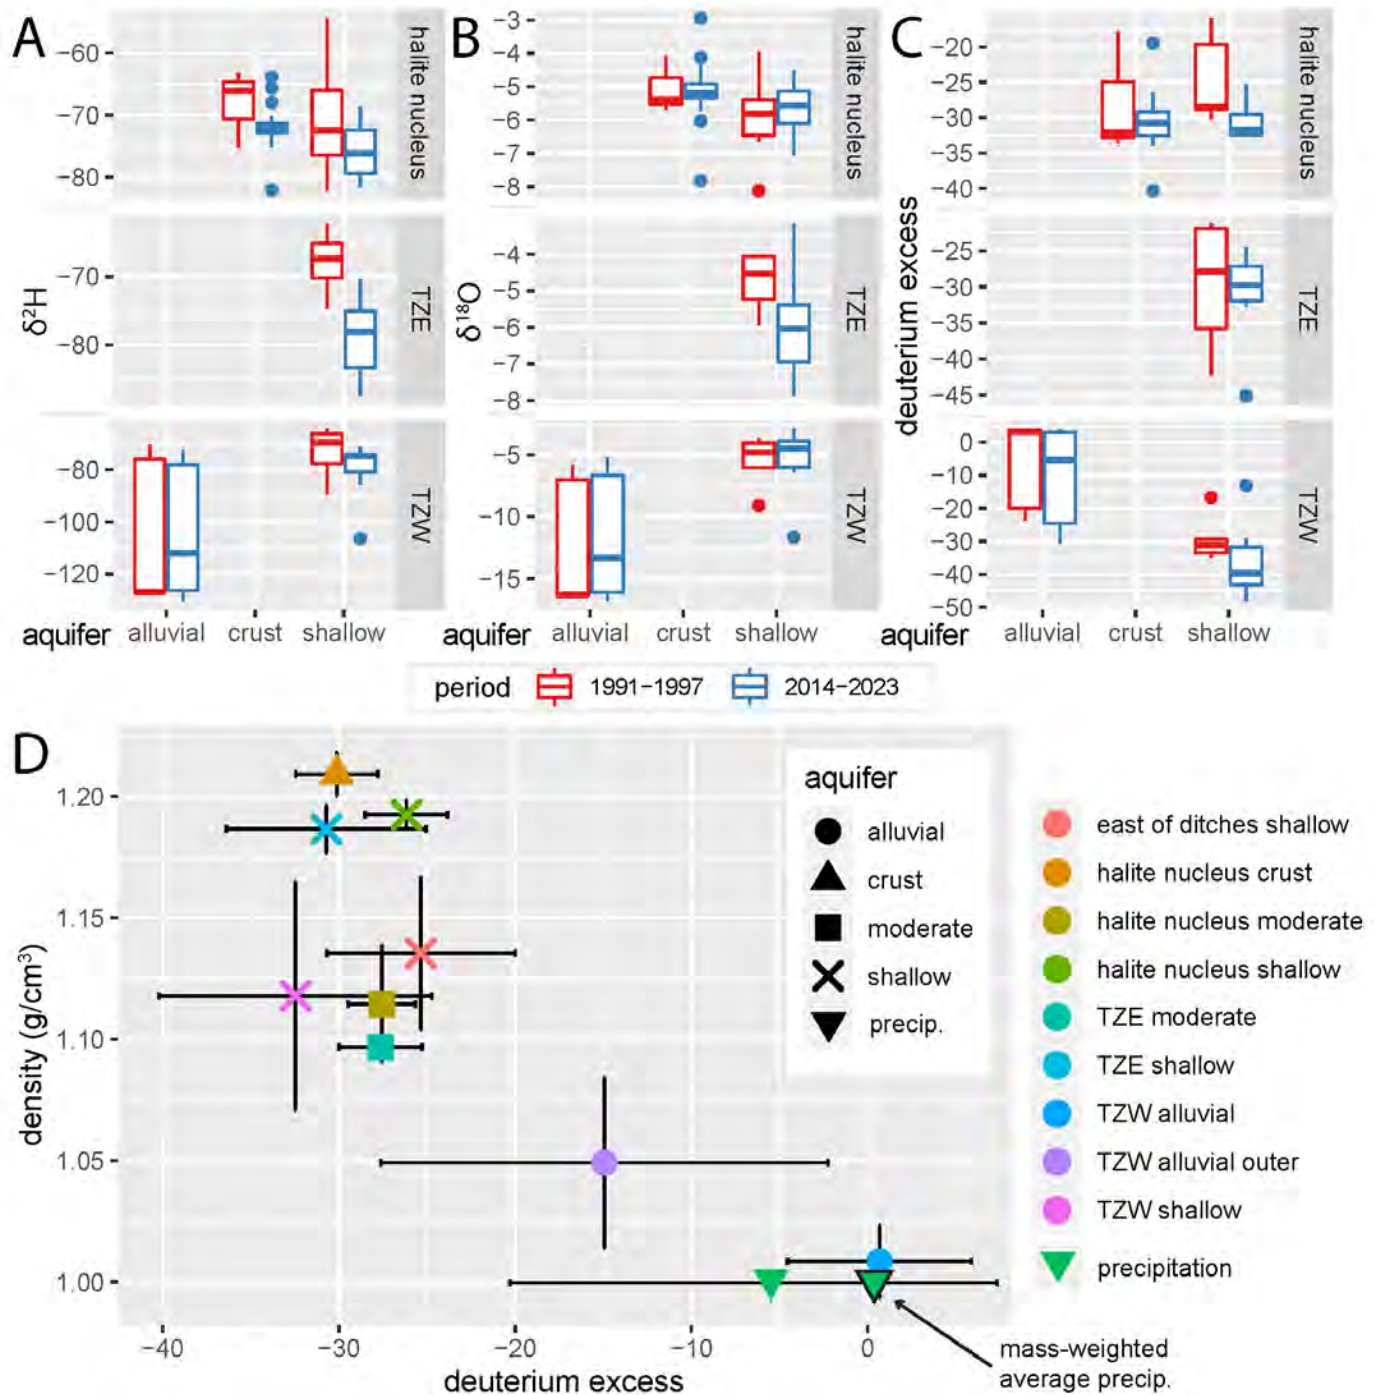 A
−60
−70
−80
halite nucleus
δ²H
−70
−80
TZE
−80
−100
−120
TZW
aquifer
alluvial
crust
shallow
B
−3
−4
−5
−6
−7
−8
halite nucleus
δ¹⁸O
−4
−5
−6
−7
−8
TZE
−5
−10
−15
TZW
aquifer
alluvial
crust
shallow
C
−20
−25
−30
−35
−40
halite nucleus
deuterium excess
−25
−30
−35
−40
−45
TZE
0
−10
−20
−30
−40
−50
TZW
aquifer
alluvial
crust
shallow
period
1991−1997
2014−2023
D
density (g/cm³)
1.20
1.15
1.10
1.05
1.00
−40
−30
−20
−10
0
deuterium excess
aquifer
alluvial
crust
moderate
shallow
precip.
east of ditches shallow
halite nucleus crust
halite nucleus moderate
halite nucleus shallow
TZE moderate
TZE shallow
TZW alluvial
TZW alluvial outer
TZW shallow
precipitation
mass-weighted
average precip.